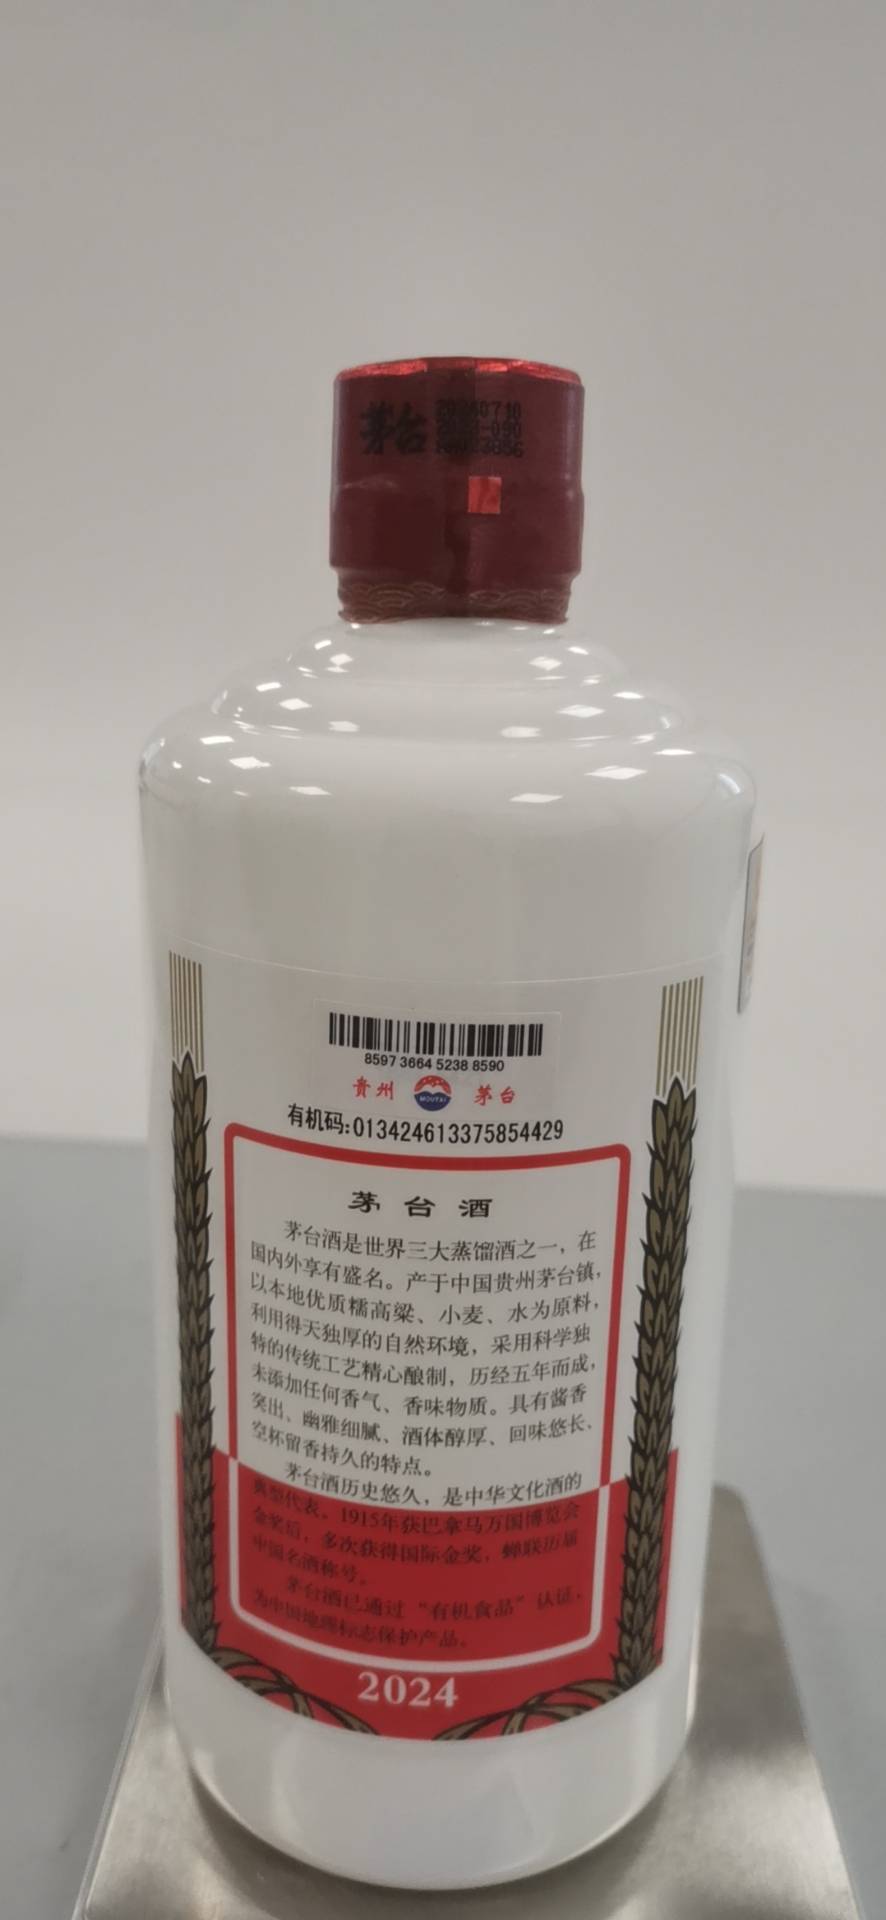 茅台
8597 3664 5238 8590
贵州 MOUTAI 茅台
有机码:013424613375854429
茅台酒
茅台酒是世界三大蒸馏酒之一，在
国内外享有盛名。产于中国贵州茅台镇，
以本地优质糯高粱、小麦、水为原料，
利用得天独厚的自然环境，采用科学独
特的传统工艺精心酿制，历经五年而成，
未添加任何香气、香味物质。具有酱香
突出、幽雅细腻、酒体醇厚、回味悠长、
空杯留香持久的特点。
茅台酒历史悠久，是中华文化酒的
典型代表。1915年获巴拿马万国博览会
金奖后，多次获得国际金奖，蝉联历届
中国名酒称号。
茅台酒已通过“有机食品”认证，
为中国地理标志保护产品。
2024